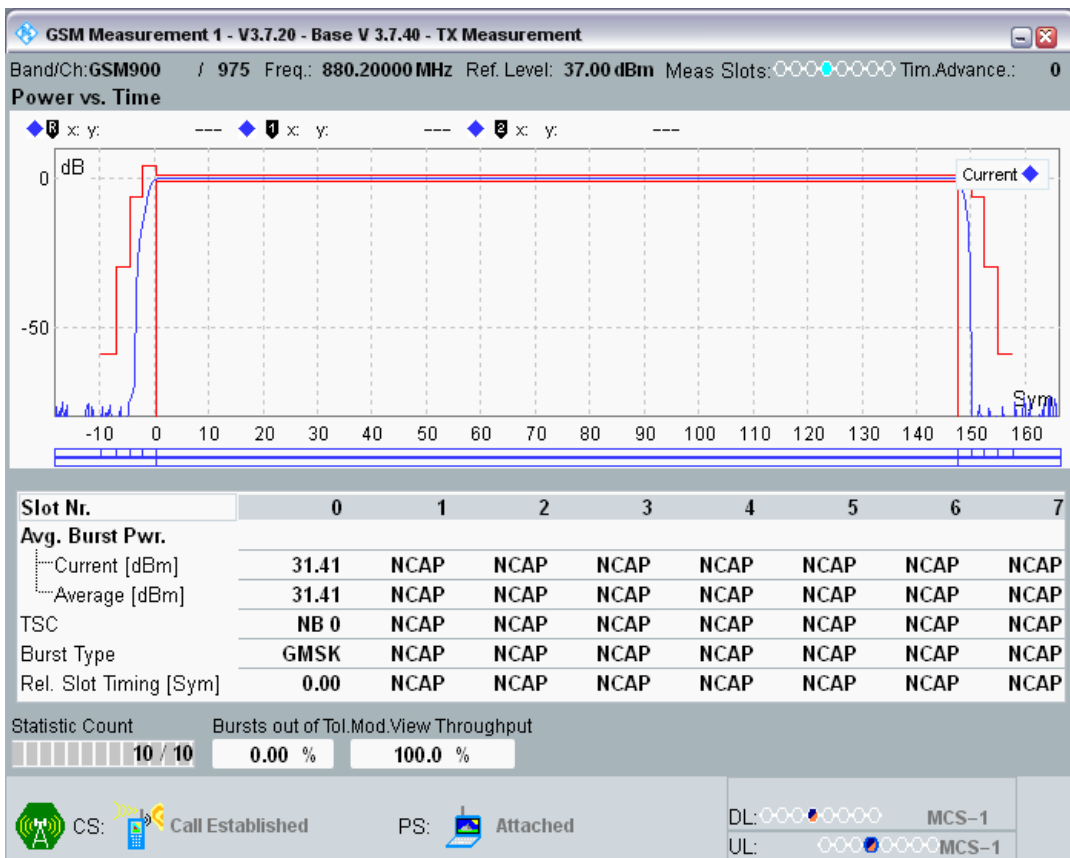 GSM Measurement 1 - V3.7.20 - Base V 3.7.40 - TX Measurement
Band/Ch:GSM900 / 975 Freq.: 880.20000 MHz Ref. Level: 37.00 dBm Meas Slots: Tim.Advance.: 0
Power vs. Time
R x: y: --- 1 x: y: --- 2 x: y: ---
dB
Current
0
-50
Sym
-10 0 10 20 30 40 50 60 70 80 90 100 110 120 130 140 150 160
Slot Nr. 0 1 2 3 4 5 6 7
Avg. Burst Pwr.
Current [dBm] 31.41 NCAP NCAP NCAP NCAP NCAP NCAP NCAP
Average [dBm] 31.41 NCAP NCAP NCAP NCAP NCAP NCAP NCAP
TSC NB 0 NCAP NCAP NCAP NCAP NCAP NCAP NCAP
Burst Type GMSK NCAP NCAP NCAP NCAP NCAP NCAP NCAP
Rel. Slot Timing [Sym] 0.00 NCAP NCAP NCAP NCAP NCAP NCAP NCAP
Statistic Count Bursts out of Tol.Mod.View Throughput
10 / 10 0.00 % 100.0 %
CS: Call Established PS: Attached
DL: MCS-1
UL: MCS-1